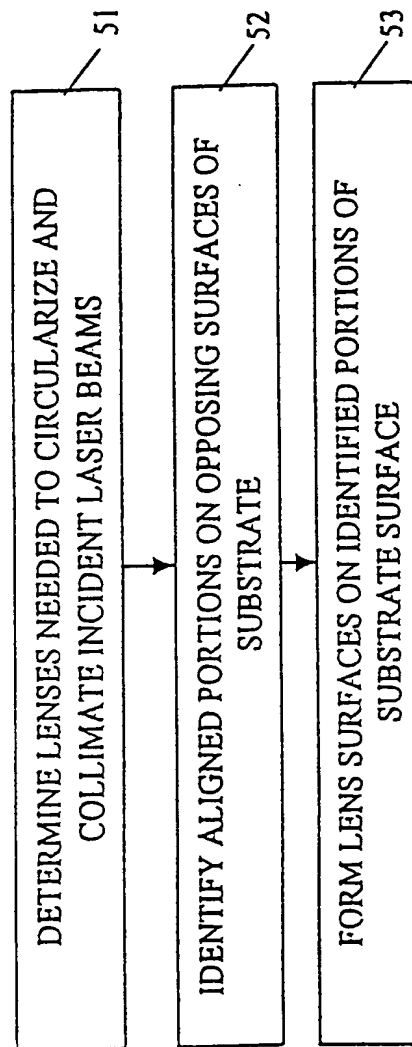 DETERMINE LENSES NEEDED TO CIRCULARIZE AND
COLLIMATE INCIDENT LASER BEAMS
51
IDENTIFY ALIGNED PORTIONS ON OPPOSING SURFACES OF
SUBSTRATE
52
FORM LENS SURFACES ON IDENTIFIED PORTIONS OF
SUBSTRATE SURFACE
53